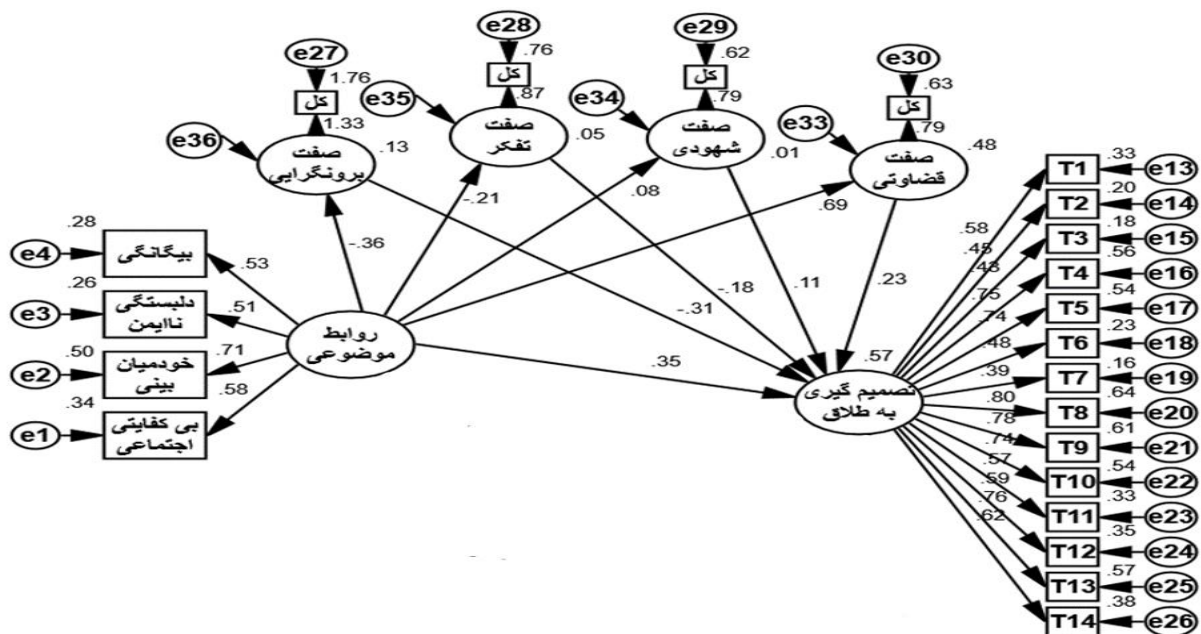 e28
e29
e27
.76
.62
e30
1.76
کل
کل
.63
کل
e35
.87
e34
.79
کل
1.33
e33
.79
e36
صفت
تفکر
.05
صفت
شهودی
.01
صفت
برونگرایی
.13
صفت
قضاوتی
.48
-.36
-.21
.08
.69
.28
e4
بیگانگی
.53
.26
e3
دلبستگی
ناایمن
.51
.50
e2
خودمیان
بینی
.71
.34
e1
بی کفایتی
اجتماعی
.58
روابط
موضوعی
.35
-.31
-.18
.11
.23
.57
تصمیم گیری
به طلاق
.58
T1
.33
e13
.45
T2
.20
e14
.43
T3
.18
e15
.75
T4
.56
e16
.74
T5
.54
e17
.48
T6
.23
e18
.39
T7
.16
e19
.80
T8
.64
e20
.78
T9
.61
e21
.74
T10
.54
e22
.57
T11
.33
e23
.59
T12
.35
e24
.76
T13
.57
e25
.62
T14
.38
e26